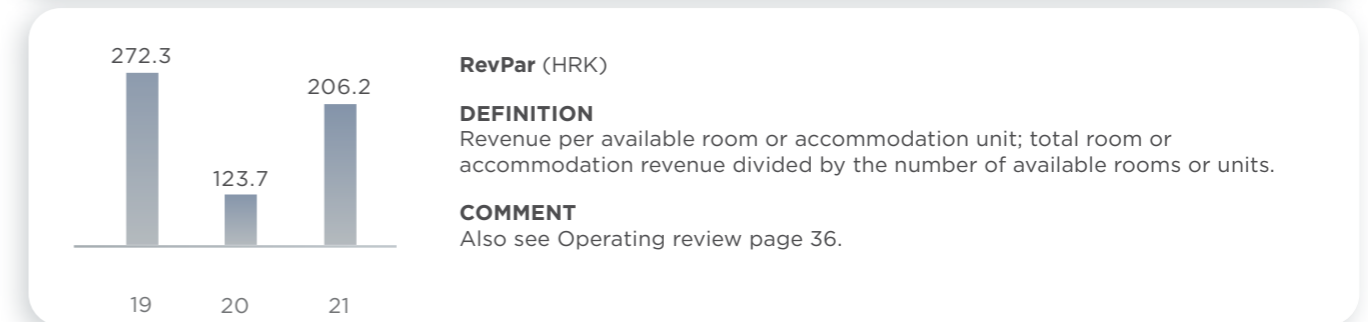 272.3
206.2
123.7
19 20 21
RevPar (HRK)
DEFINITION
Revenue per available room or accommodation unit; total room or
accommodation revenue divided by the number of available rooms or units.
COMMENT
Also see Operating review page 36.